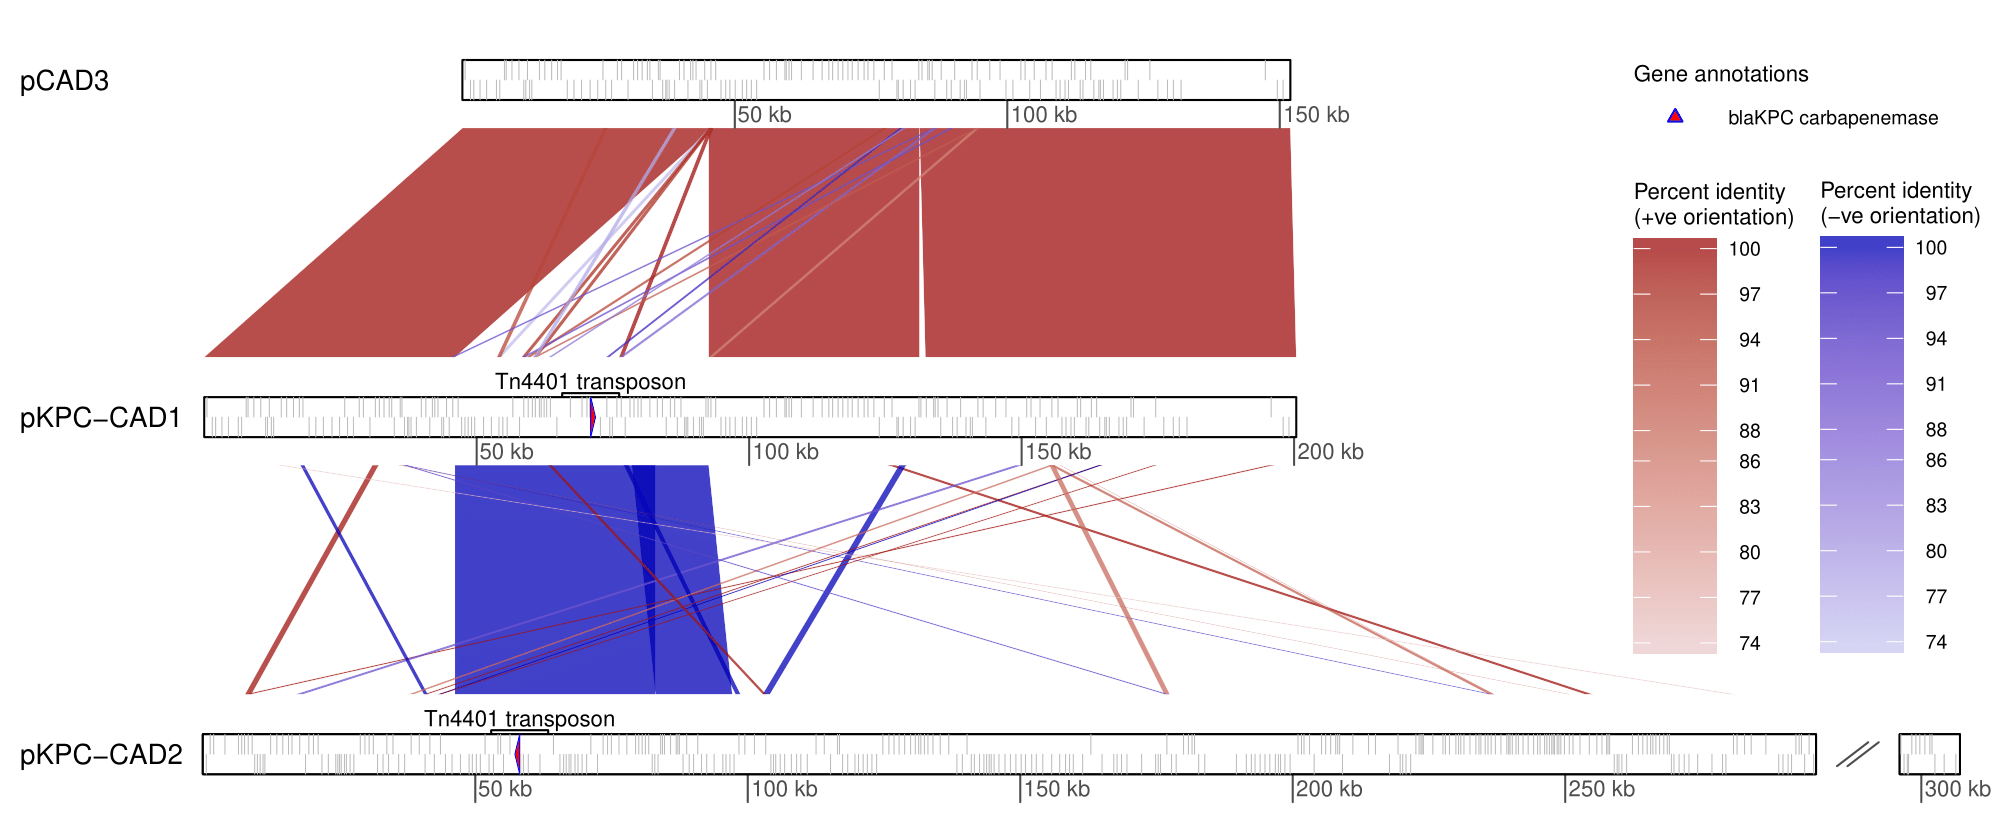 pCAD3
50 kb
100 kb
150 kb
Gene annotations
blaKPC carbapenemase
Percent identity
(+ve orientation)
100
97
94
91
88
86
83
80
77
74
Percent identity
(−ve orientation)
100
97
94
91
88
86
83
80
77
74
Tn4401 transposon
pKPC−CAD1
50 kb
100 kb
150 kb
200 kb
Tn4401 transposon
pKPC−CAD2
50 kb
100 kb
150 kb
200 kb
250 kb
300 kb